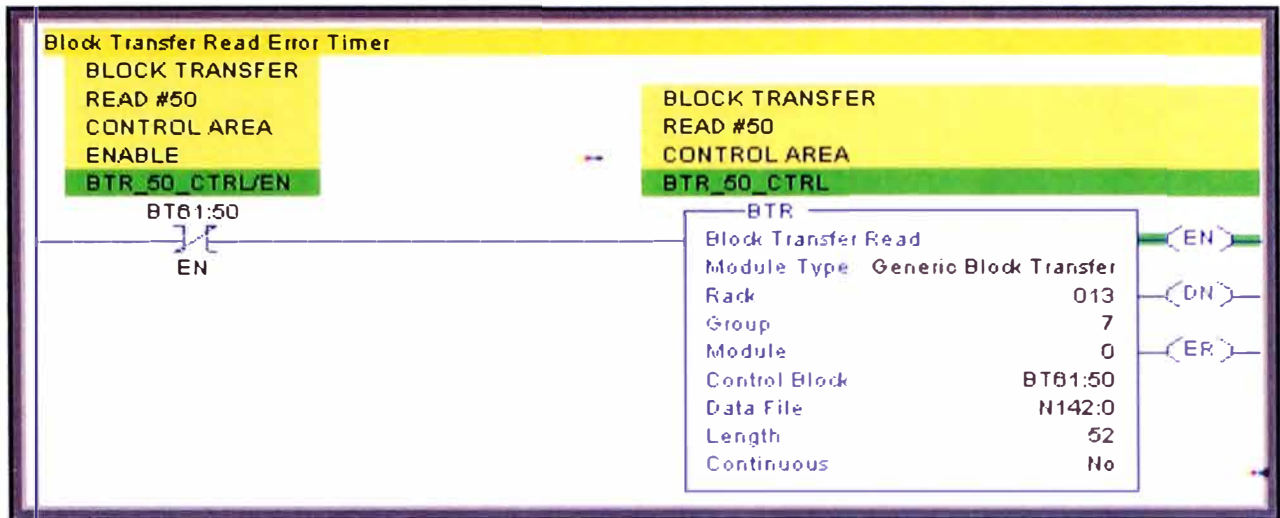 Block Transfer Read Error Timer
BLOCK TRANSFER
READ #50
CONTROL AREA
ENABLE
BTR_50_CTRL/EN
BT61:50
EN
BLOCK TRANSFER
READ #50
CONTROL AREA
BTR_50_CTRL
BTR
Block Transfer Read
Module Type Generic Block Transfer
Rack 013
Group 7
Module 0
Control Block BT61:50
Data File N142:0
Length 52
Continuous No
EN
DN
ER